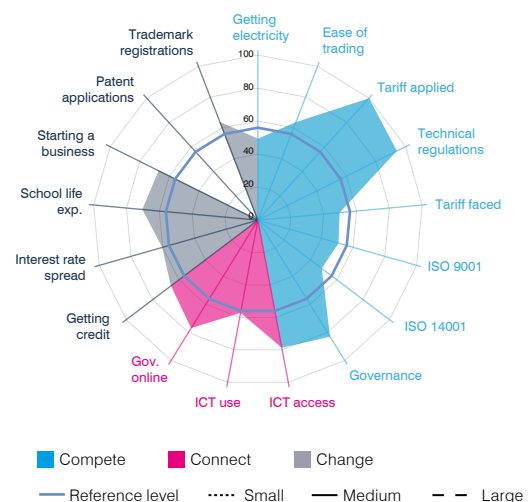 Getting
electricity
Trademark
registrations
Ease of
trading
100
Patent
applications
80
Tariff applied
60
Starting a
business
Technical
regulations
40
20
School life
exp.
Tariff faced
0
Interest rate
spread
ISO 9001
Getting
credit
ISO 14001
Gov.
online
Governance
ICT use
ICT access
Compete
Connect
Change
Reference level
Small
Medium
Large